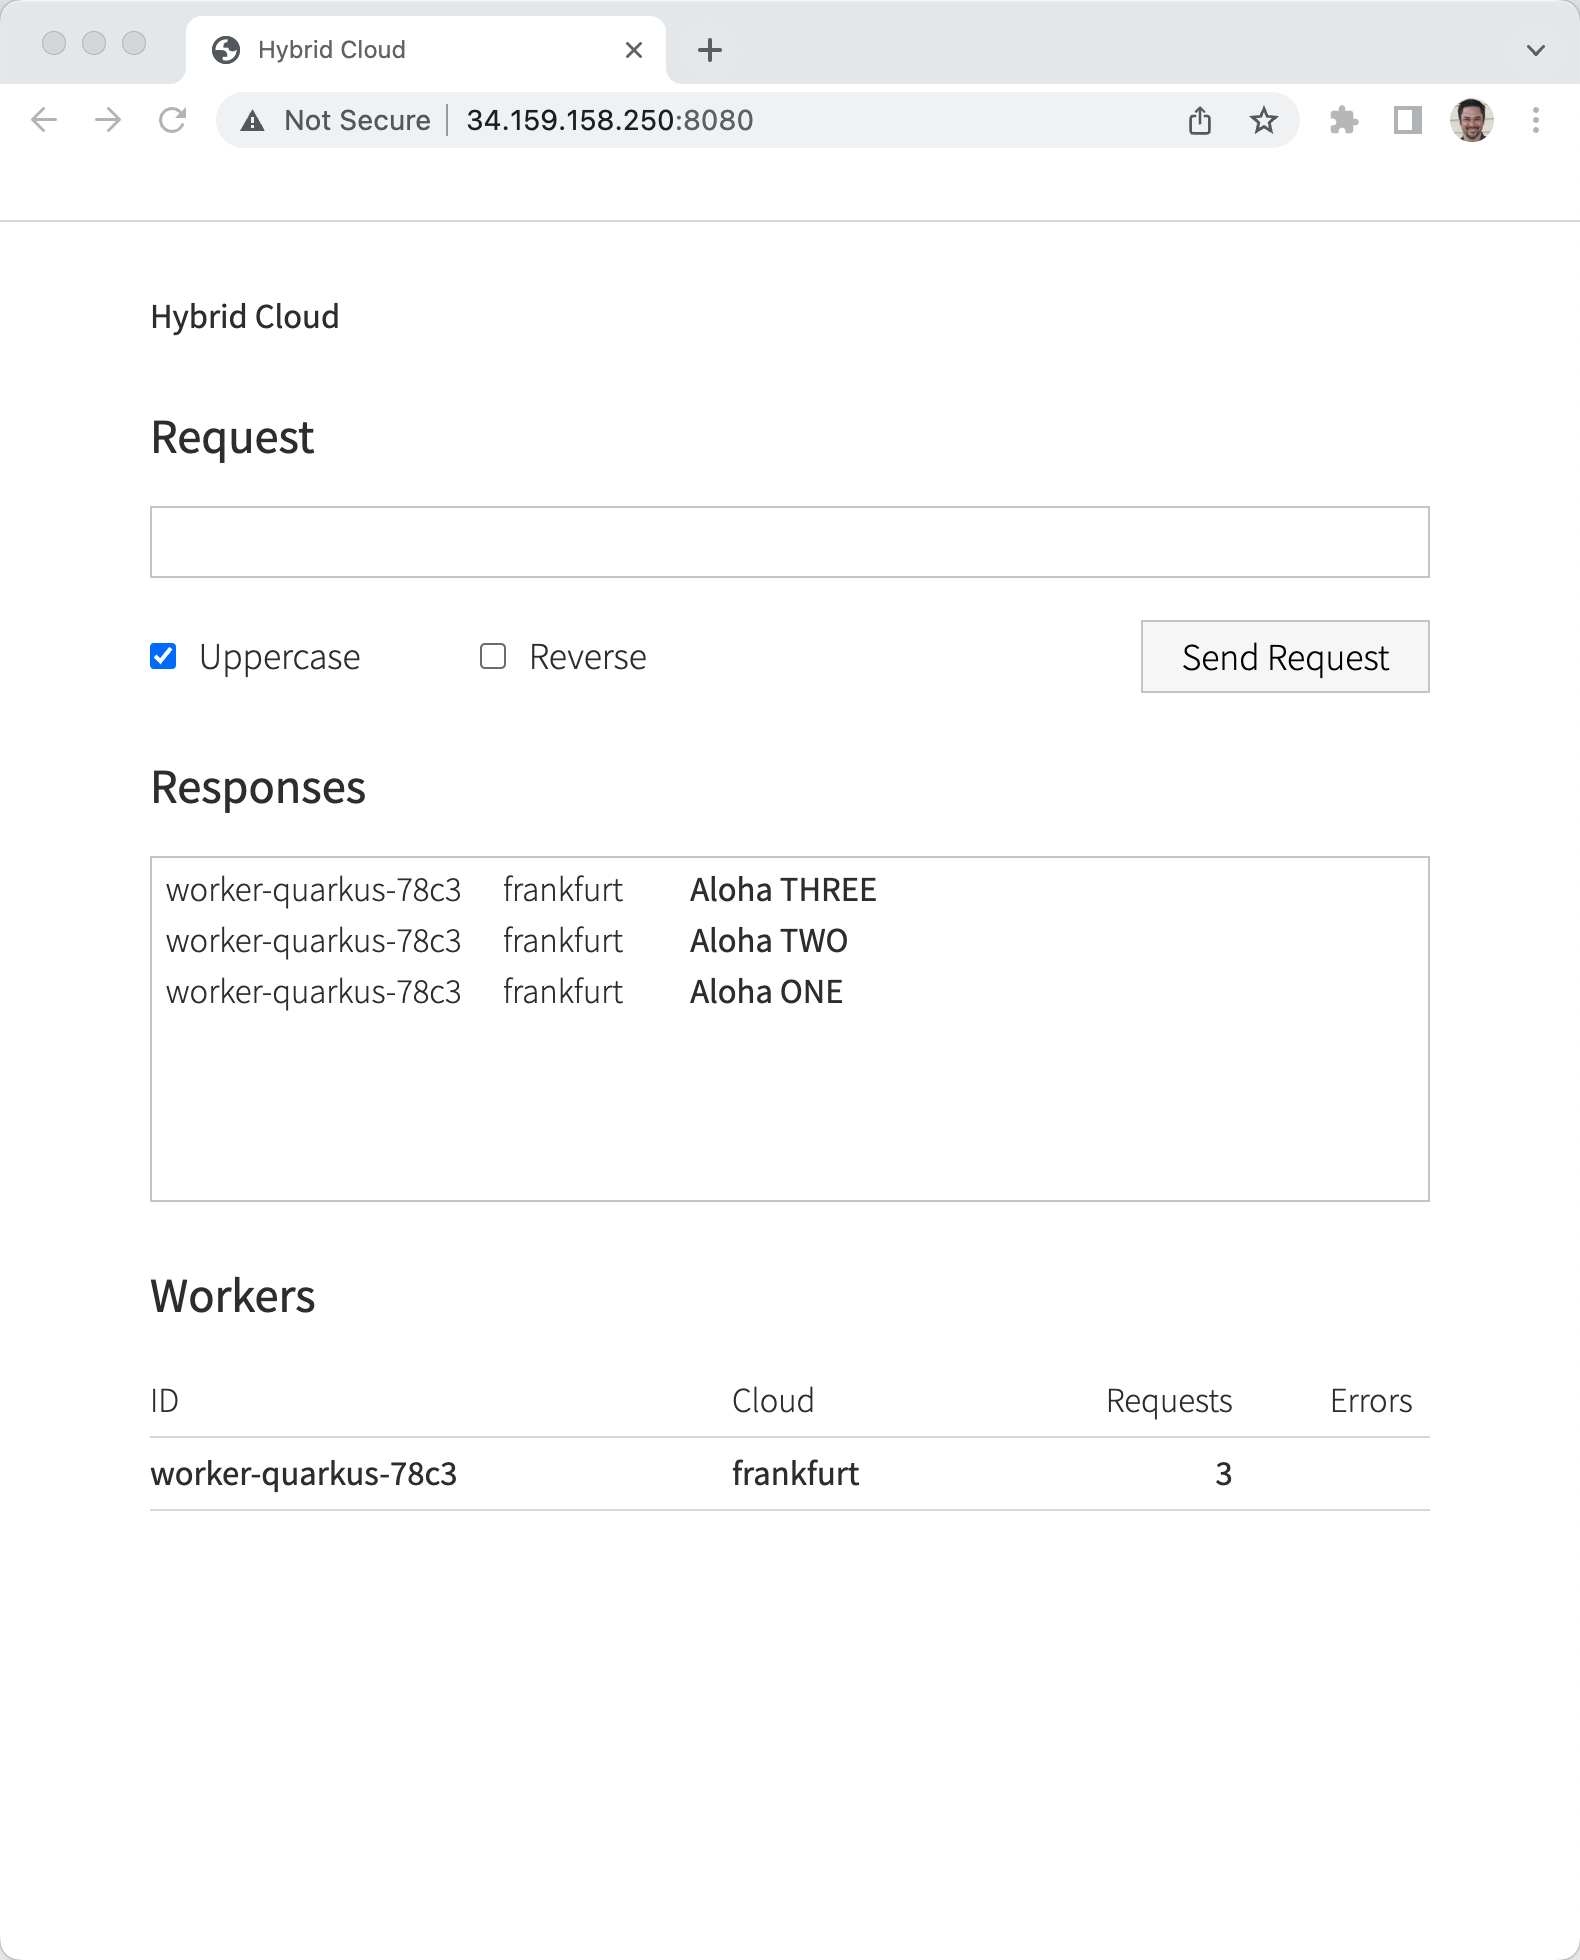 Hybrid Cloud
Not Secure 34.159.158.250:8080
Hybrid Cloud
Request
Uppercase Reverse Send Request
Responses
worker-quarkus-78c3 frankfurt Aloha THREE
worker-quarkus-78c3 frankfurt Aloha TWO
worker-quarkus-78c3 frankfurt Aloha ONE
Workers
ID Cloud Requests Errors
worker-quarkus-78c3 frankfurt 3